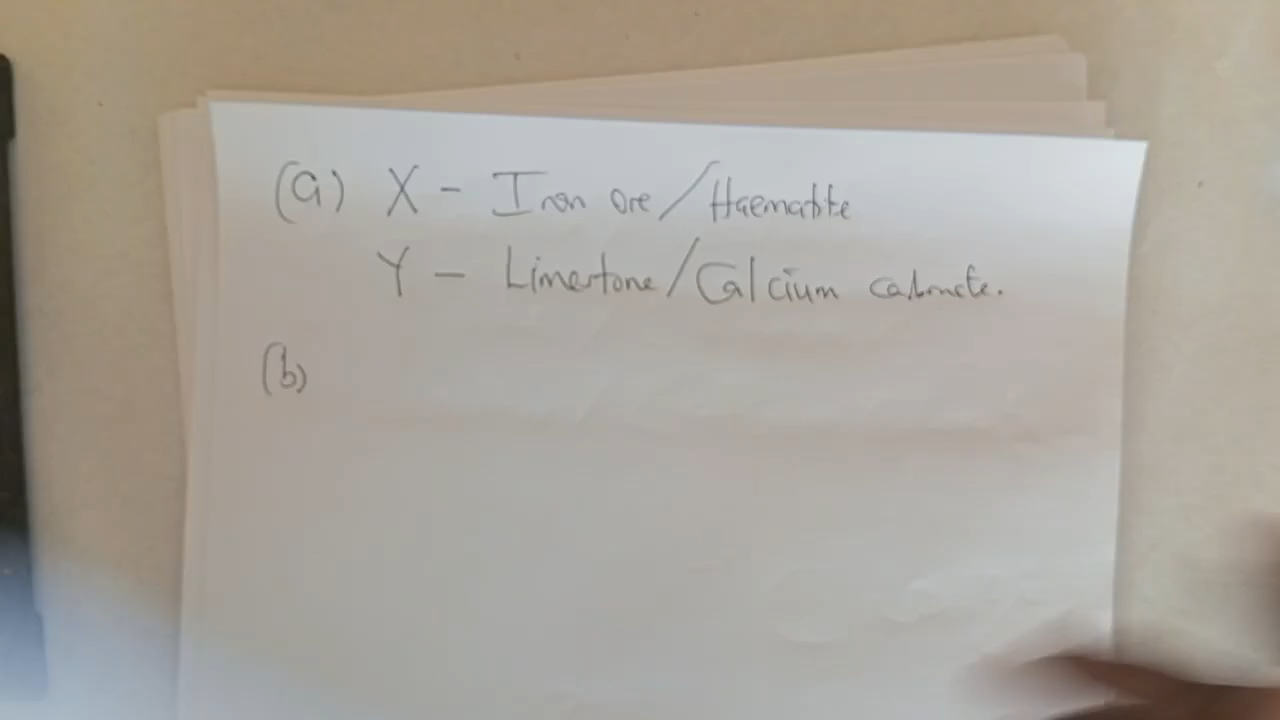 (a) X - Iron ore/Haematite
Y - Limestone/Calcium carbonate.
(b)